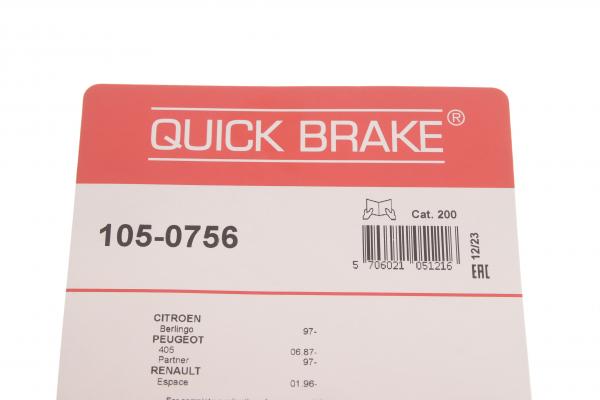 QUICK BRAKE®
Cat. 200
105-0756
5 706021 051216
12/23
EAC
CITROEN
Berlingo 97-
PEUGEOT
405 06.87-
Partner 97-
RENAULT
Espace 01.96-